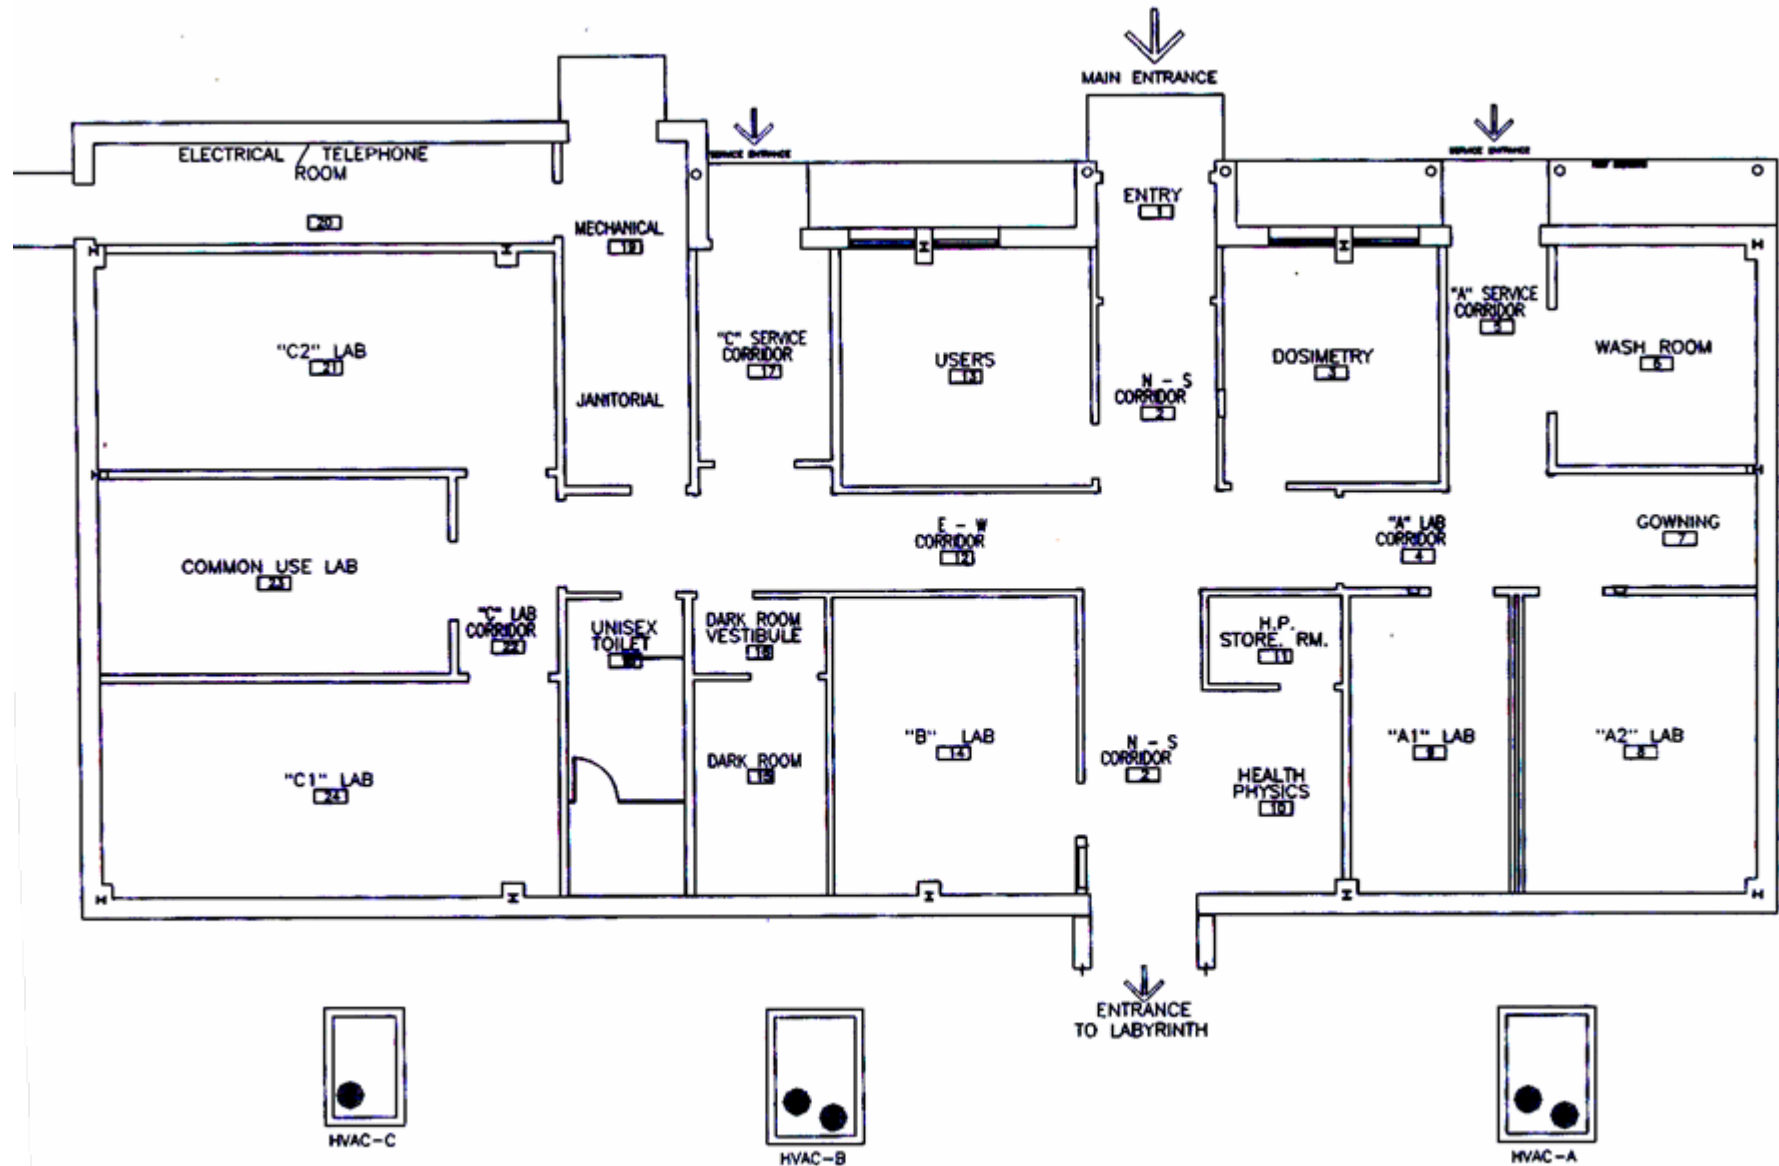 MAIN ENTRANCE
SERVICE ENTRANCE
SERVICE ENTRANCE
ELECTRICAL / TELEPHONE
ROOM
20
MECHANICAL
19
JANITORIAL
ENTRY
1
"C2" LAB
21
"C" SERVICE
CORRIDOR
17
USERS
13
N - S
CORRIDOR
2
DOSIMETRY
3
"A" SERVICE
CORRIDOR
5
WASH ROOM
6
COMMON USE LAB
23
"C" LAB
CORRIDOR
22
E - W
CORRIDOR
12
"A" LAB
CORRIDOR
4
GOWNING
7
UNISEX
TOILET
DARK ROOM
VESTIBULE
16
H.P.
STORE. RM.
11
"C1" LAB
24
DARK ROOM
15
"B" LAB
14
N - S
CORRIDOR
2
HEALTH
PHYSICS
10
"A1" LAB
9
"A2" LAB
8
ENTRANCE
TO LABYRINTH
HVAC-C
HVAC-B
HVAC-A